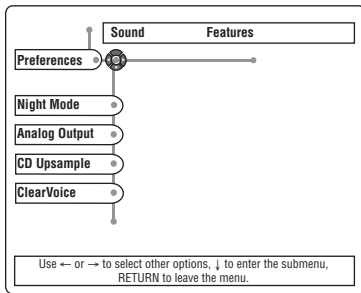 Sound Features
Preferences
Night Mode
Analog Output
CD Upsample
ClearVoice
Use ← or → to select other options, ↓ to enter the submenu,
RETURN to leave the menu.